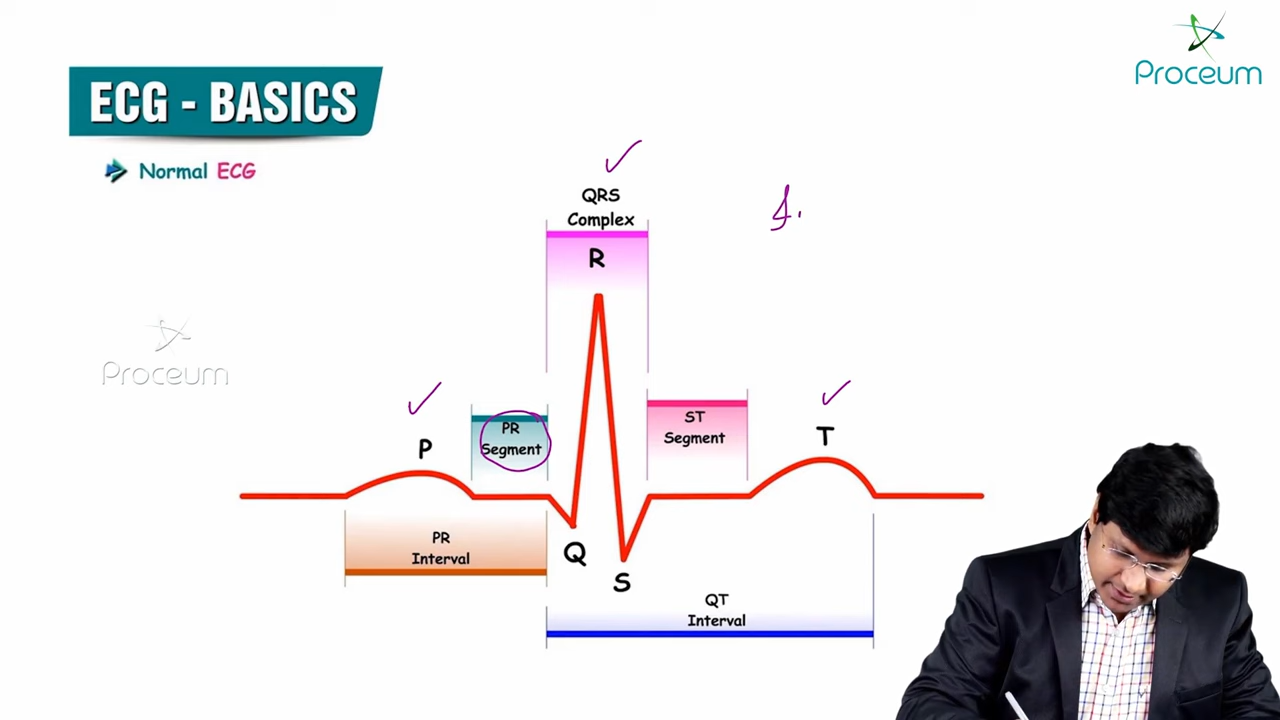 Proceum
ECG - BASICS
Normal ECG
QRS
Complex
R
Proceum
PR
Segment
ST
Segment
P
T
PR
Interval
Q
S
QT
Interval